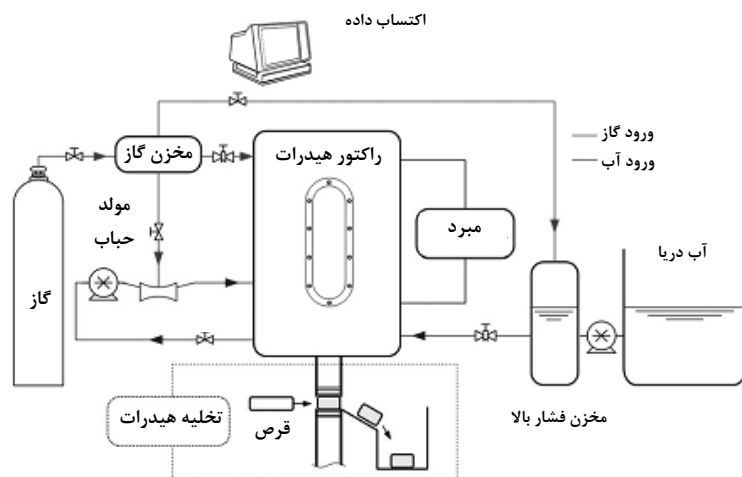 اکتساب داده
ورود گاز
ورود آب
مخزن گاز
راکتور هیدرات
مولد
حباب
مبرد
آب دریا
گاز
تخلیه هیدرات
قرص
مخزن فشار بالا